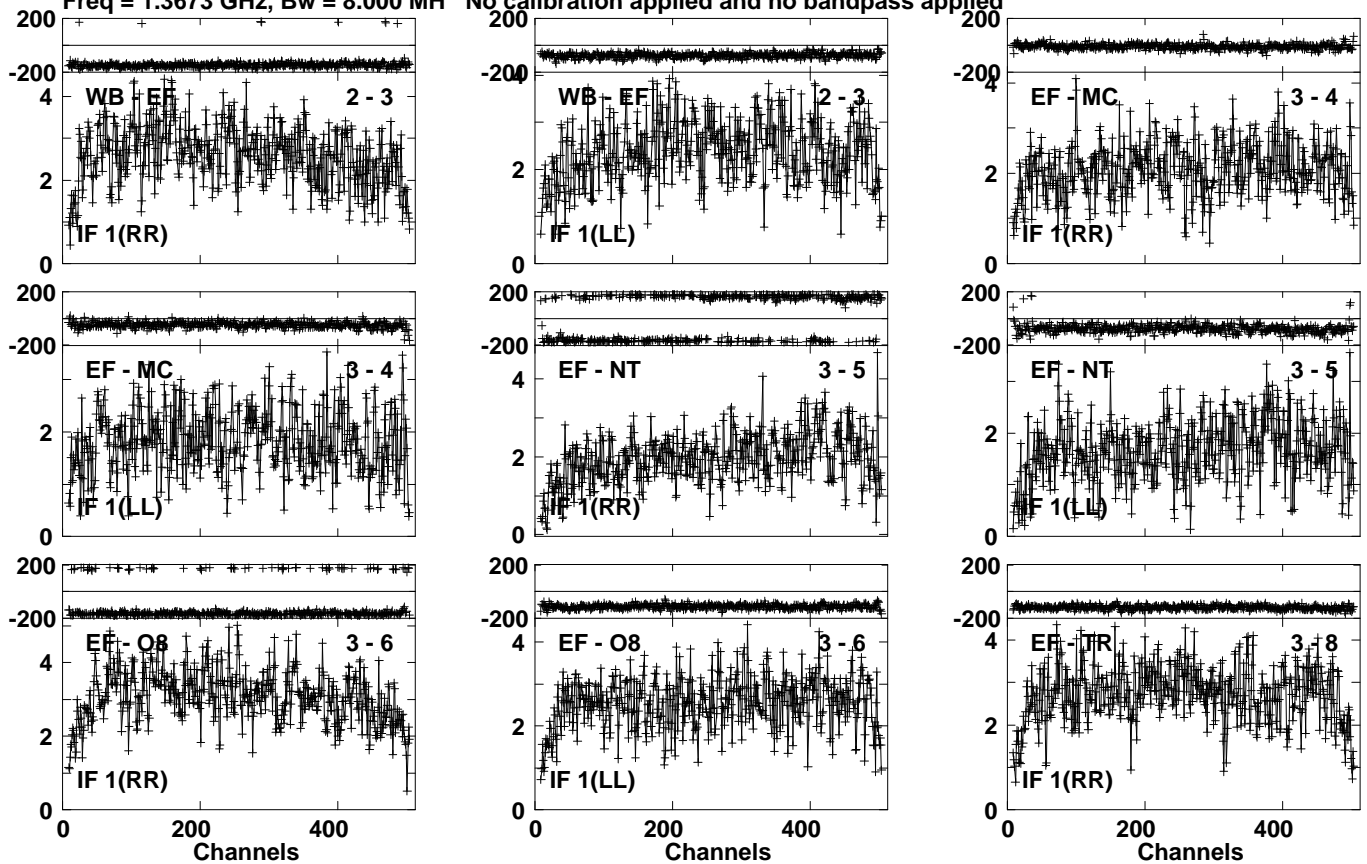 Freq = 1.3673 GHz, Bw = 8.000 MH   No calibration applied and no bandpass applied
200
-200
4
2
0
WB - EF
2 - 3
IF 1(RR)
-200
4
2
0
WB - EF
2 - 3
IF 1(LL)
-200
4
2
0
EF - MC
3 - 4
IF 1(RR)
200
-200
2
0
EF - MC
3 - 4
IF 1(LL)
200
-200
4
2
0
EF - NT
3 - 5
IF 1(RR)
200
-200
2
0
EF - NT
3 - 5
IF 1(LL)
200
-200
4
2
0
EF - O8
3 - 6
IF 1(RR)
0 200 400
Channels
200
-200
4
2
0
EF - O8
3 - 6
IF 1(LL)
0 200 400
Channels
200
-200
4
2
0
EF - TR
3 - 8
IF 1(RR)
0 200 400
Channels